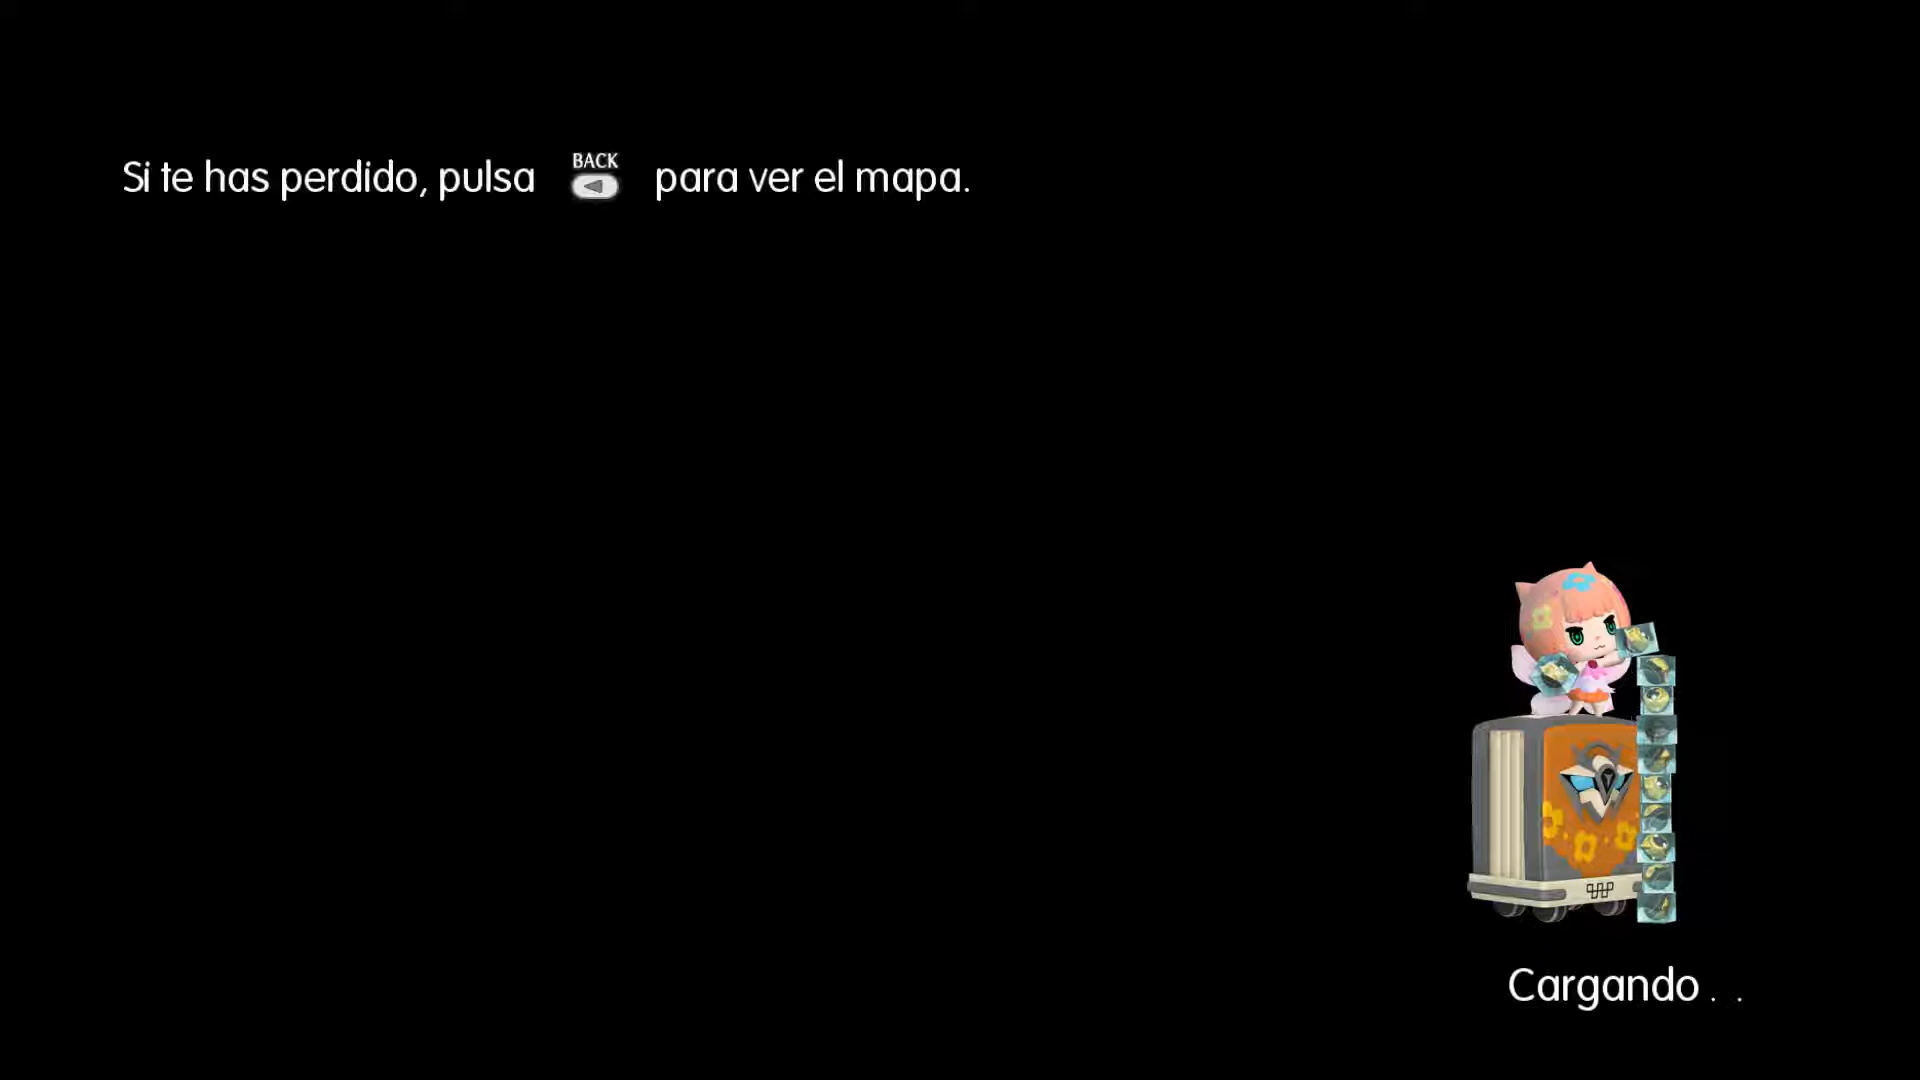 Si te has perdido, pulsa BACK para ver el mapa.
Cargando . .